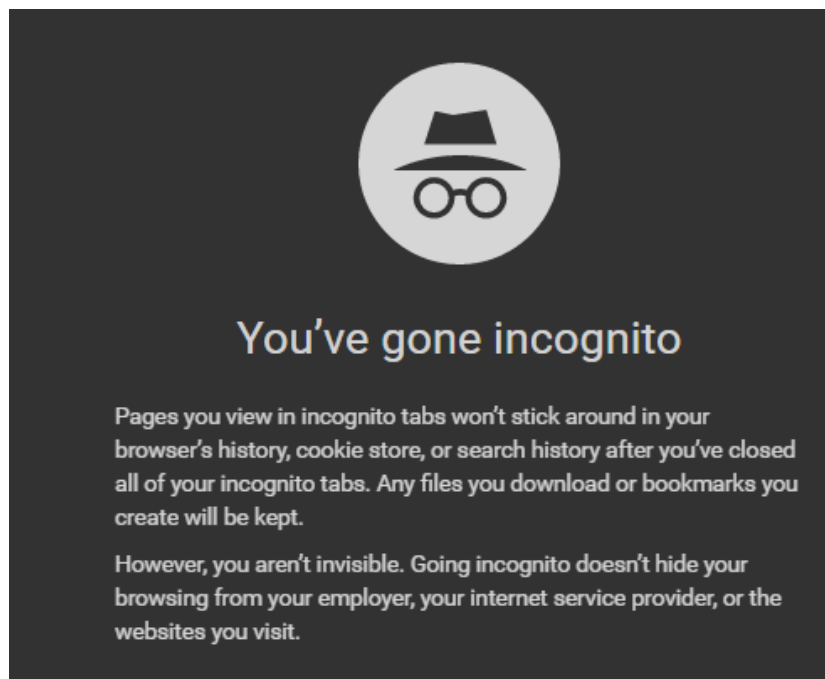 You’ve gone incognito
Pages you view in incognito tabs won’t stick around in your
browser’s history, cookie store, or search history after you’ve closed
all of your incognito tabs. Any files you download or bookmarks you
create will be kept.
However, you aren’t invisible. Going incognito doesn’t hide your
browsing from your employer, your internet service provider, or the
websites you visit.